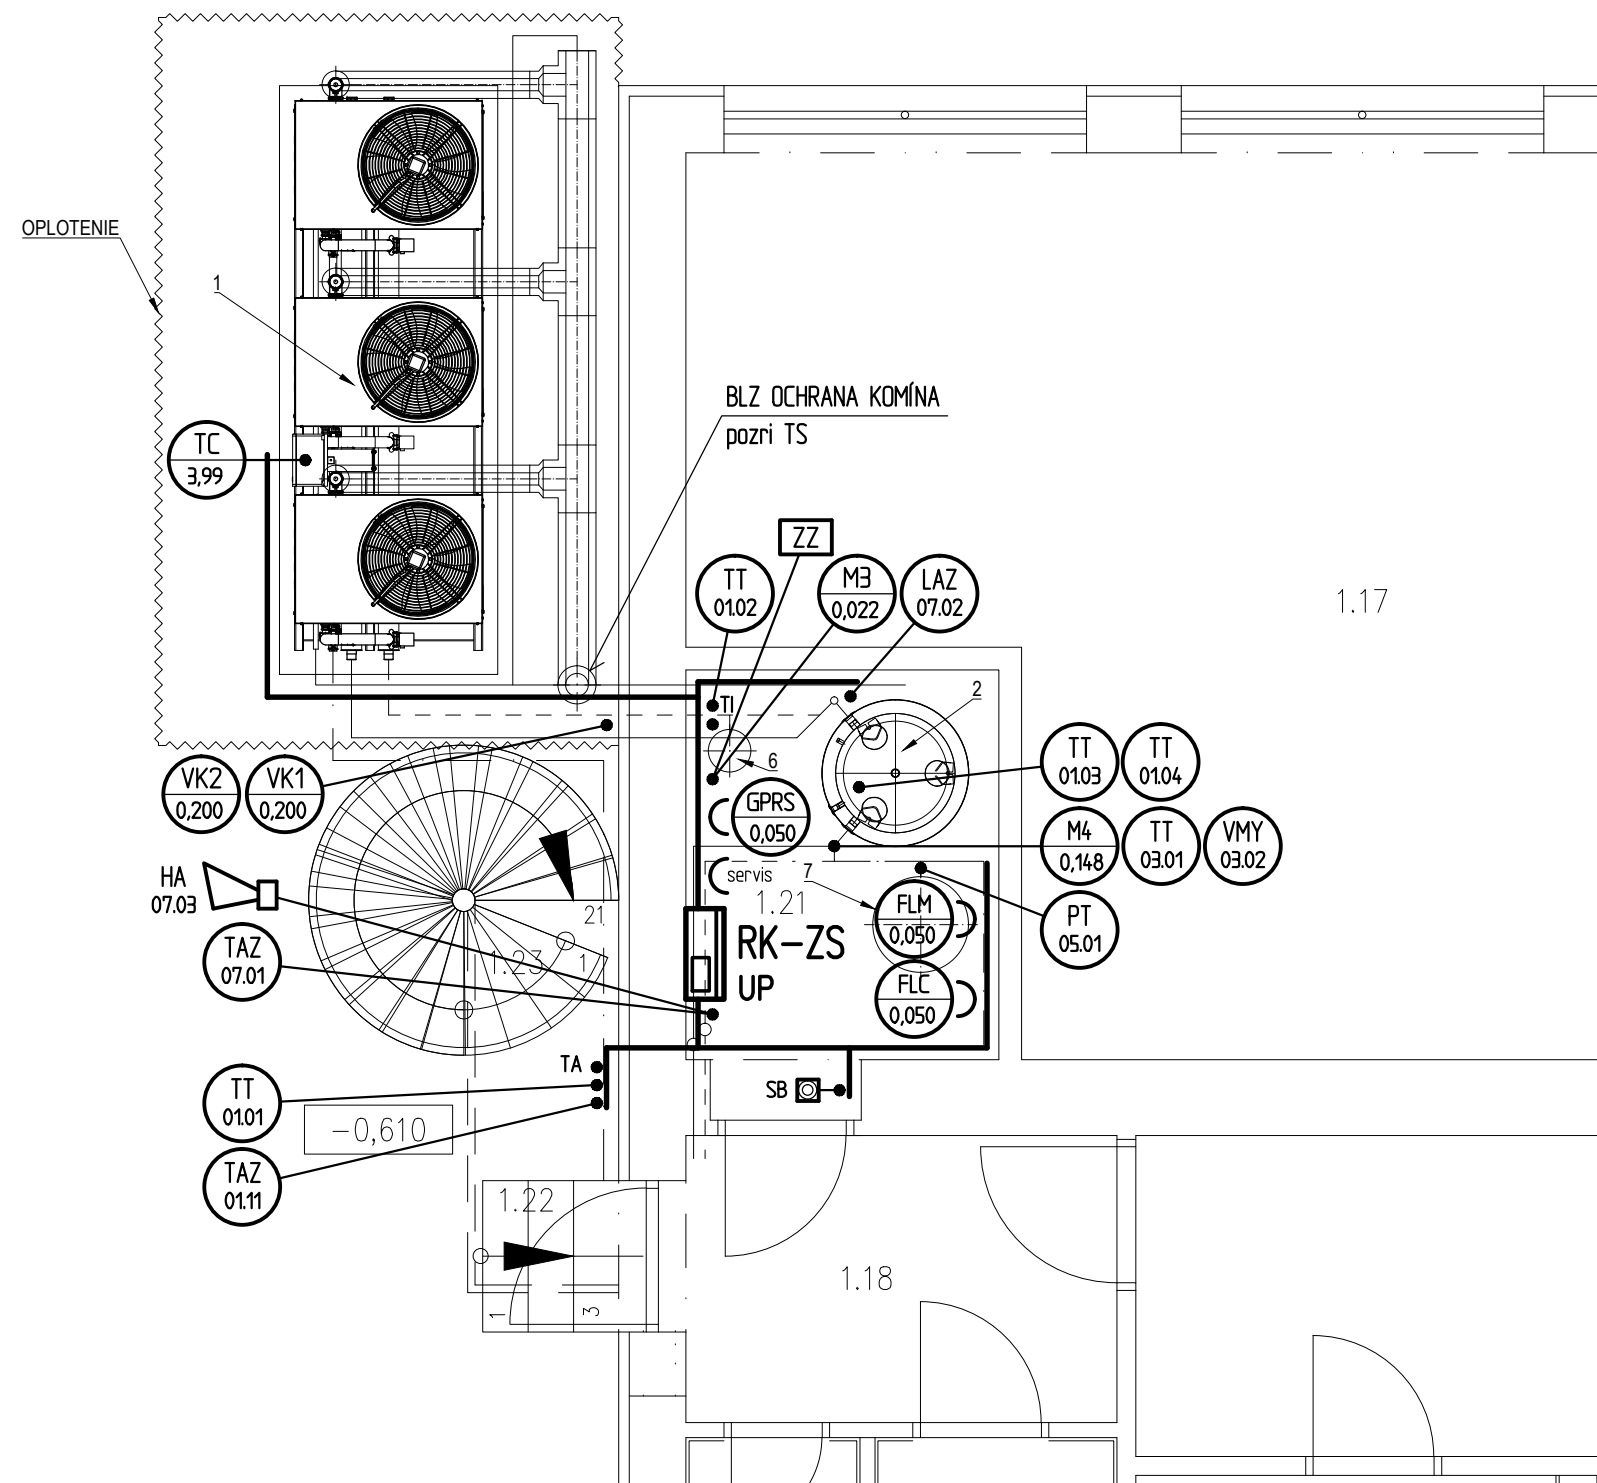 OPLOTENIE
1
BLZ OCHRANA KOMÍNA
pozri TS
TC
3,99
ZZ
TT
01.02
M3
0,022
LAZ
07.02
1.17
TI
2
6
VK2
0,200
VK1
0,200
GPRS
0,050
TT
01.03
TT
01.04
M4
0,148
TT
03.01
VMY
03.02
servis
7
1.21
HA
07.03
21
1.23
1
FLM
0,050
PT
05.01
RK-ZS
UP
TAZ
07.01
FLC
0,050
TA
TT
01.01
SB
-0,610
TAZ
01.11
1.22
1.18
1
3